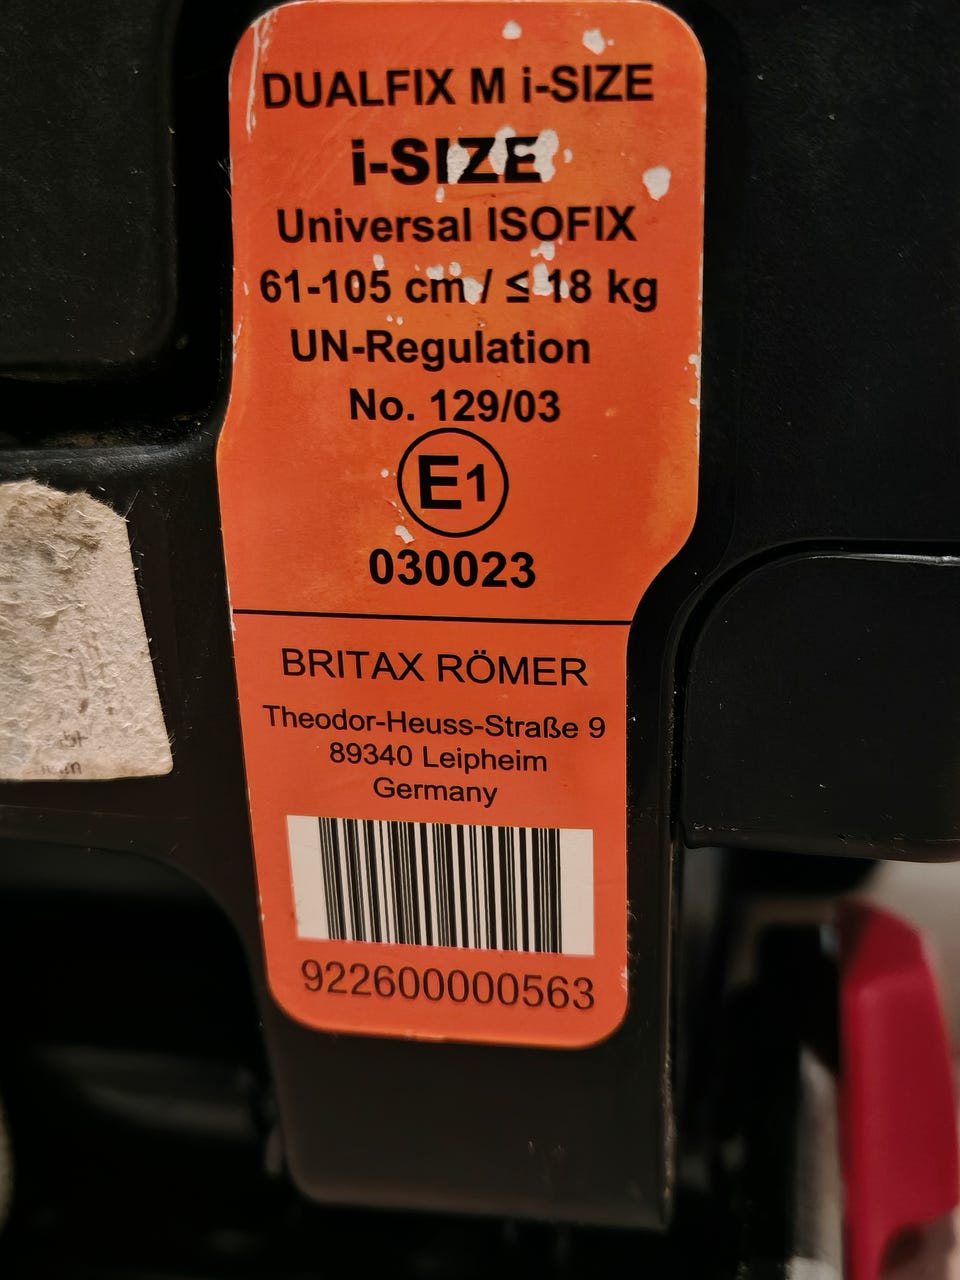 DUALFIX M i-SIZE
i-SIZE
Universal ISOFIX
61-105 cm / ≤ 18 kg
UN-Regulation
No. 129/03
E1
030023
BRITAX RÖMER
Theodor-Heuss-Straße 9
89340 Leipheim
Germany
922600000563